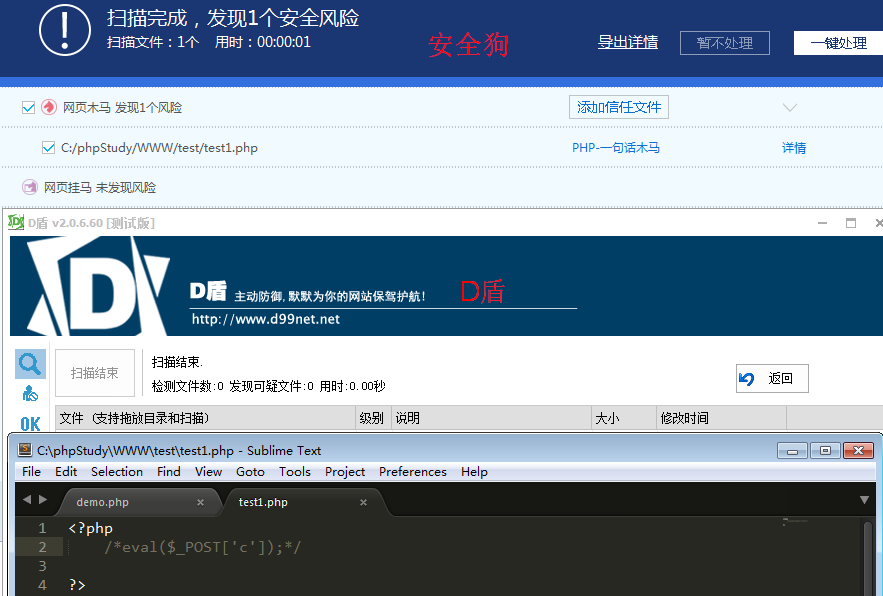 扫描完成，发现1个安全风险
扫描文件：1个 用时：00:00:01
安全狗
导出详情
暂不处理
一键处理
网页木马 发现1个风险
添加信任文件
C:/phpStudy/WWW/test/test1.php
PHP-一句话木马
详情
网页挂马 未发现风险
D盾 v2.0.6.60 [测试版]
D
D盾 主动防御,默默为你的网站保驾护航!
D盾
http://www.d99net.net
扫描结束
扫描结束.
检测文件数:0 发现可疑文件:0 用时:0.00秒
返回
OK
文件 (支持拖放目录和扫描) 级别 说明 大小 修改时间
C:\phpStudy\WWW\test\test1.php - Sublime Text
File Edit Selection Find View Goto Tools Project Preferences Help
demo.php × test1.php ×
1 <?php
2 /*eval($_POST['c']);*/
3
4 ?>